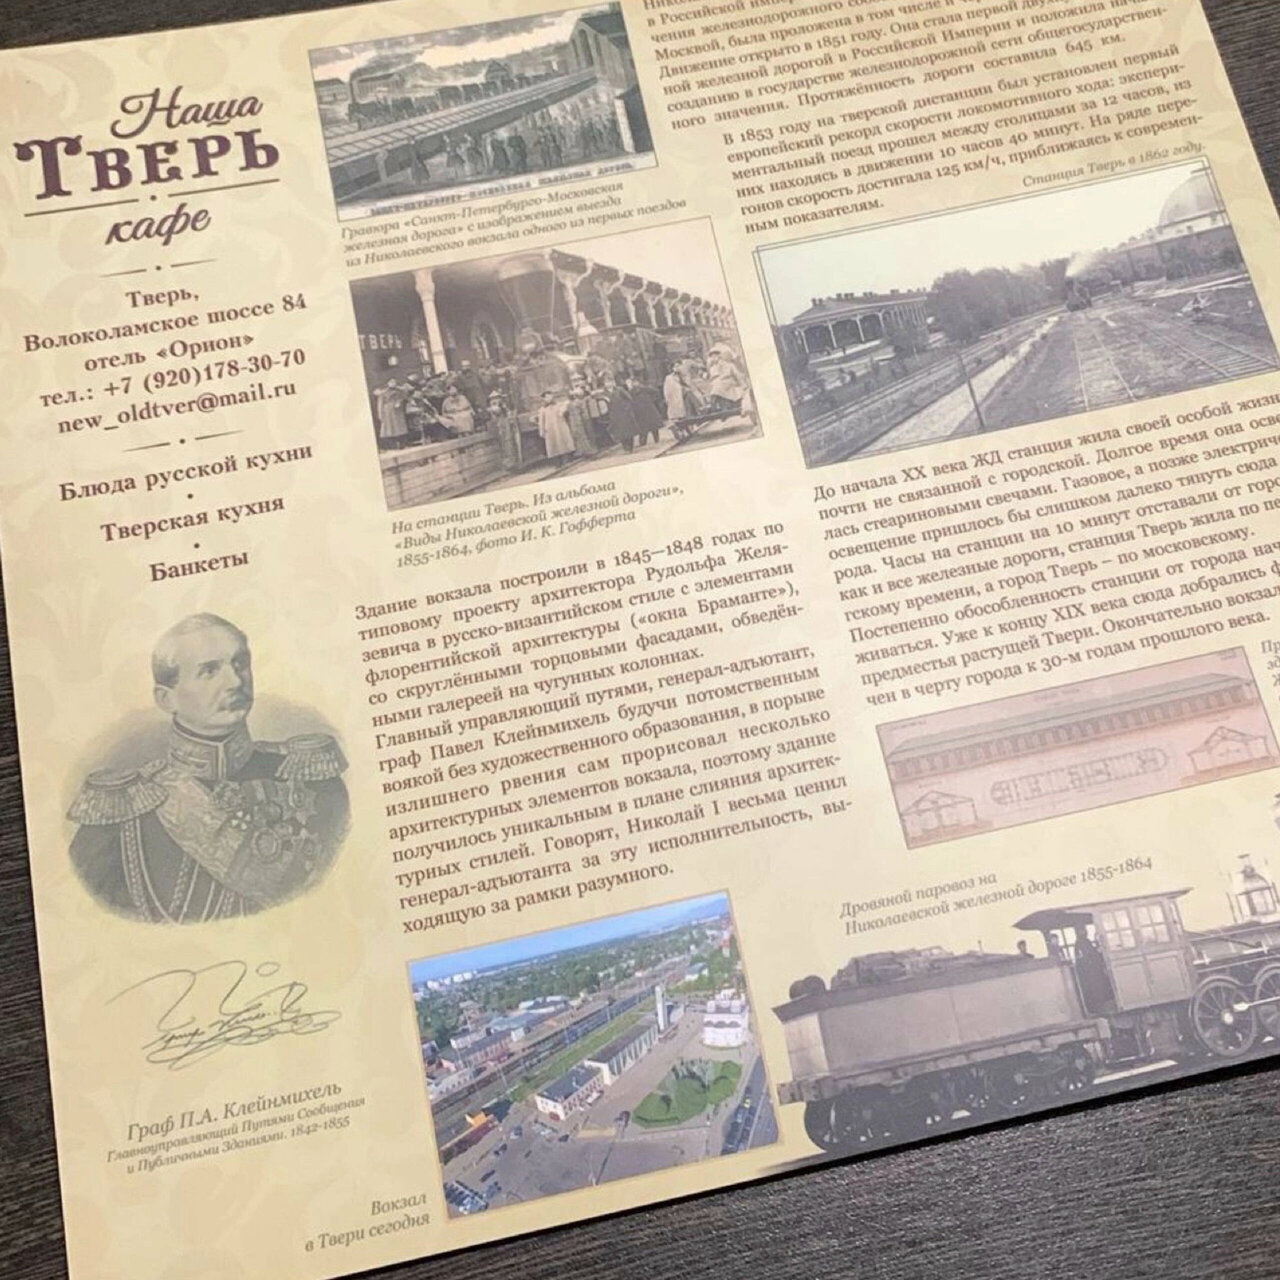 Наша
ТВЕРЬ
кафе
Тверь,
Волоколамское шоссе 84
отель «Орион»
тел.: +7 (920)178-30-70
new_oldtver@mail.ru
Блюда русской кухни
Тверская кухня
Банкеты
Граф П.А. Клейнмихель
Главноуправляющий Путями Сообщения
и Публичными Зданиями. 1842-1855
Гравюра «Санкт-Петербурго-Московская
железная дорога» с изображением выезда
из Николаевского вокзала одного из первых поездов
ТВЕРЬ
На станции Тверь. Из альбома
«Виды Николаевской железной дороги»,
1855-1864, фото И. К. Гофферта
Здание вокзала построили в 1845—1848 годах по
типовому проекту архитектора Рудольфа Желя-
зевича в русско-византийском стиле с элементами
флорентийской архитектуры («окна Браманте»),
со скруглёнными торцовыми фасадами, обведён-
ными галереей на чугунных колоннах.
Главный управляющий путями, генерал-адъютант,
граф Павел Клейнмихель будучи потомственным
воякой без художественного образования, в порыве
излишнего рвения сам прорисовал несколько
архитектурных элементов вокзала, поэтому здание
получилось уникальным в плане слияния архитек-
турных стилей. Говорят, Николай I весьма ценил
генерал-адъютанта за эту исполнительность, вы-
ходящую за рамки разумного.
Вокзал
в Твери сегодня
в Российской
чения железнодорожного
Москвой, была проложена в том числе и
Движение открыто в 1851 году. Она стала первой
ной железной дорогой в Российской Империи и положила
созданию в государстве железнодорожной сети общегосударствен-
ного значения. Протяжённость дороги составила 645 км.
В 1853 году на тверской дистанции был установлен первый
европейский рекорд скорости локомотивного хода: экспери-
ментальный поезд прошел между столицами за 12 часов, из
них находясь в движении 10 часов 40 минут. На ряде пере-
гонов скорость достигала 125 км/ч, приближаясь к современ-
ным показателям.
Станция Тверь в 1862 году.
До начала XX века ЖД станция жила своей особой
почти не связанной с городской. Долгое время она
лась стеариновыми свечами. Газовое, а позже
освещение пришлось бы слишком далеко тянуть сюда
рода. Часы на станции на 10 минут отставали от
как и все железные дороги, станция Тверь жила по
гскому времени, а город Тверь – по московскому.
Постепенно обособленность станции от города
живаться. Уже к концу XIX века сюда добрались
предместья растущей Твери. Окончательно
чен в черту города к 30-м годам прошлого века.
Дровяной паровоз на
Николаевской железной дороге 1855-1864